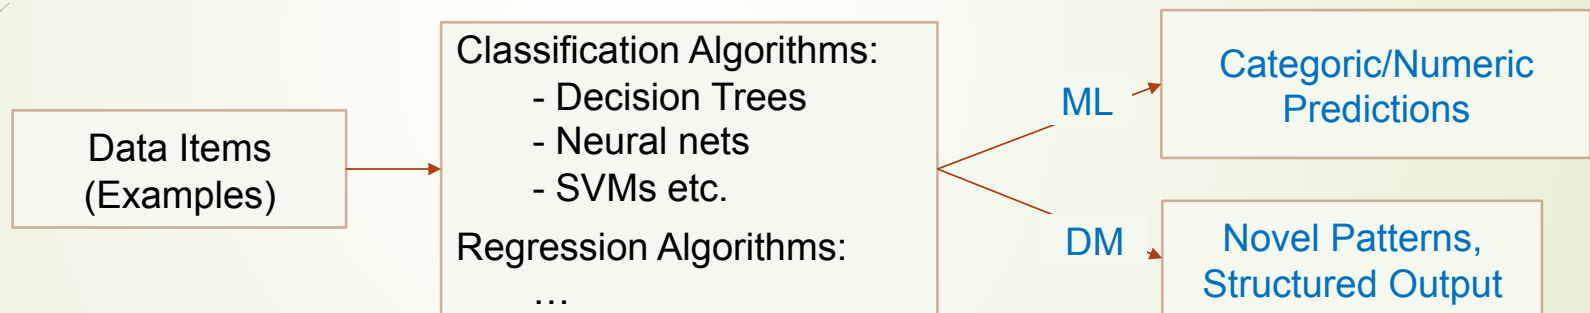 Data Items
(Examples)
Classification Algorithms:
- Decision Trees
- Neural nets
- SVMs etc.
Regression Algorithms:
…
ML
Categoric/Numeric
Predictions
DM
Novel Patterns,
Structured Output